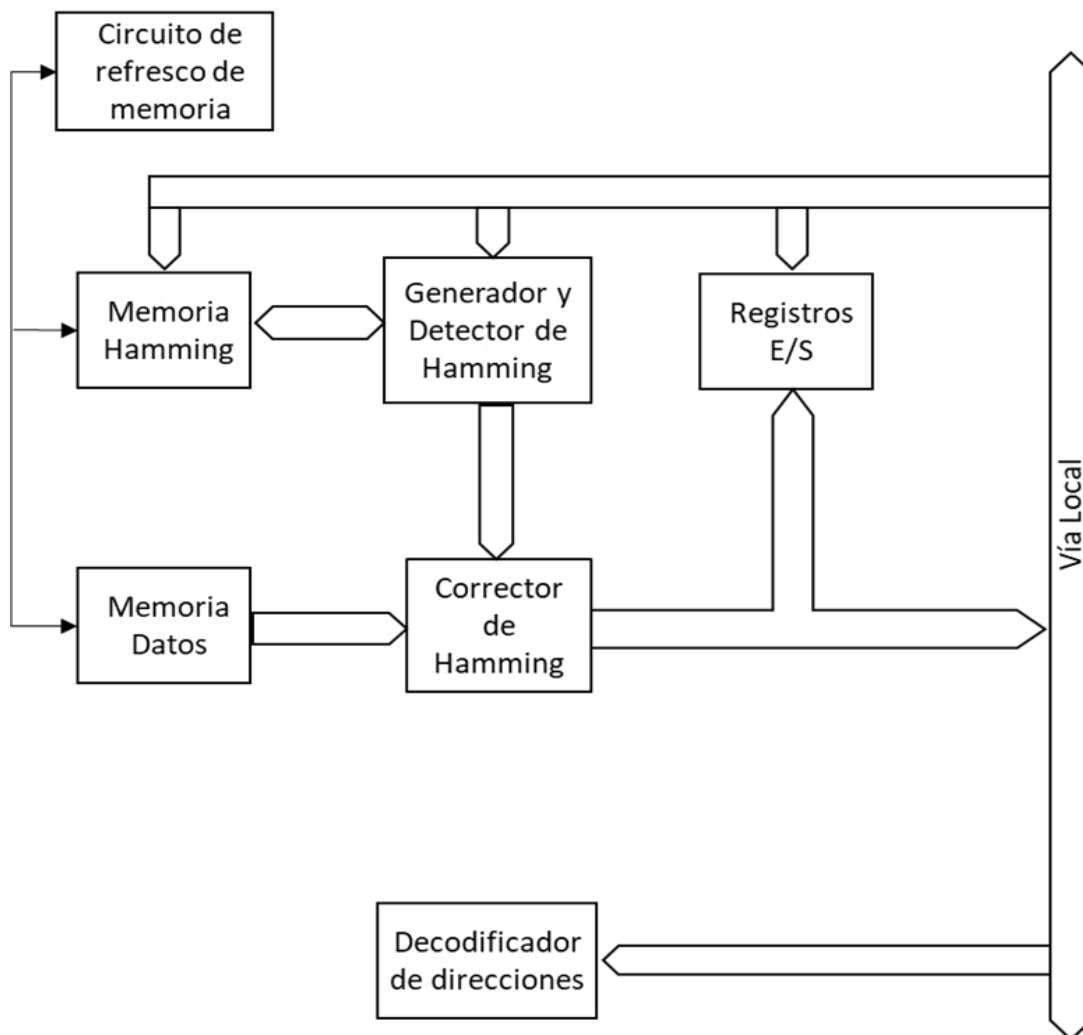 Circuito de
refresco de
memoria
Memoria
Hamming
Generador y
Detector de
Hamming
Registros
E/S
Vía Local
Memoria
Datos
Corrector
de
Hamming
Decodificador
de direcciones